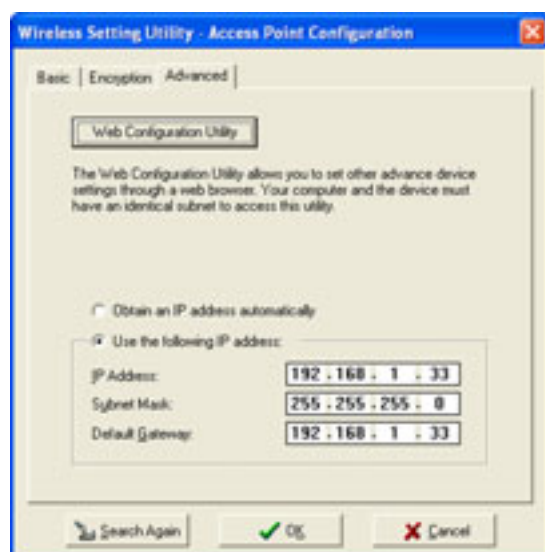 Wireless Setting Utility - Access Point Configuration
Basic Encryption Advanced
Web Configuration Utility
The Web Configuration Utility allows you to set other advance device
settings through a web browser. Your computer and the device must
have an identical subnet to access this utility.
Obtain an IP address automatically
Use the following IP address:
IP Address: 192 . 168 . 1 . 33
Subnet Mask: 255 . 255 . 255 . 0
Default Gateway: 192 . 168 . 1 . 33
Search Again OK Cancel